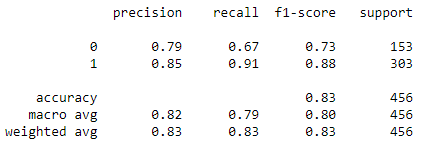 precision recall f1-score support
0 0.79 0.67 0.73 153
1 0.85 0.91 0.88 303
accuracy 0.83 456
macro avg 0.82 0.79 0.80 456
weighted avg 0.83 0.83 0.83 456